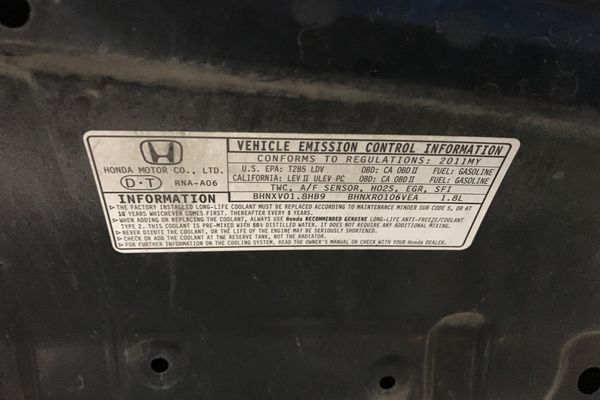 VEHICLE EMISSION CONTROL INFORMATION
HONDA MOTOR CO., LTD.
CONFORMS TO REGULATIONS: 2011MY
U.S. EPA: T2B5 LDV OBD: CA OBDII FUEL: GASOLINE
CALIFORNIA: LEV II ULEV PC OBD: CA OBDII FUEL: GASOLINE
D-T RNA-A06
TWC, A/F SENSOR, HO2S, EGR, SFI
INFORMATION
BHNXV01.8HB9 BHNXR0106VEA 1.8L
▷ THE FACTORY INSTALLED LONG-LIFE COOLANT MUST BE REPLACED ACCORDING TO MAINTENANCE MINDER SUB CODE 5, OR AT
10 YEARS WHICHEVER COMES FIRST. THEREAFTER EVERY 5 YEARS.
▷ WHEN ADDING OR REPLACING THE COOLANT, ALWAYS USE Honda RECOMMENDED GENUINE LONG-LIFE ANTI-FREEZE/COOLANT
TYPE 2. THIS COOLANT IS PRE-MIXED WITH 50% DISTILLED WATER. IT DOES NOT REQUIRE ANY ADDITIONAL MIXING.
▷ NEVER DILUTE THE COOLANT, OR THE LIFE OF THE ENGINE MAY BE SERIOUSLY SHORTENED.
▷ CHECK OR ADD THE COOLANT AT THE RESERVE TANK, NOT THE RADIATOR.
▷ FOR FURTHER INFORMATION ON THE COOLING SYSTEM, READ THE OWNER'S MANUAL OR CHECK WITH YOUR Honda DEALER.